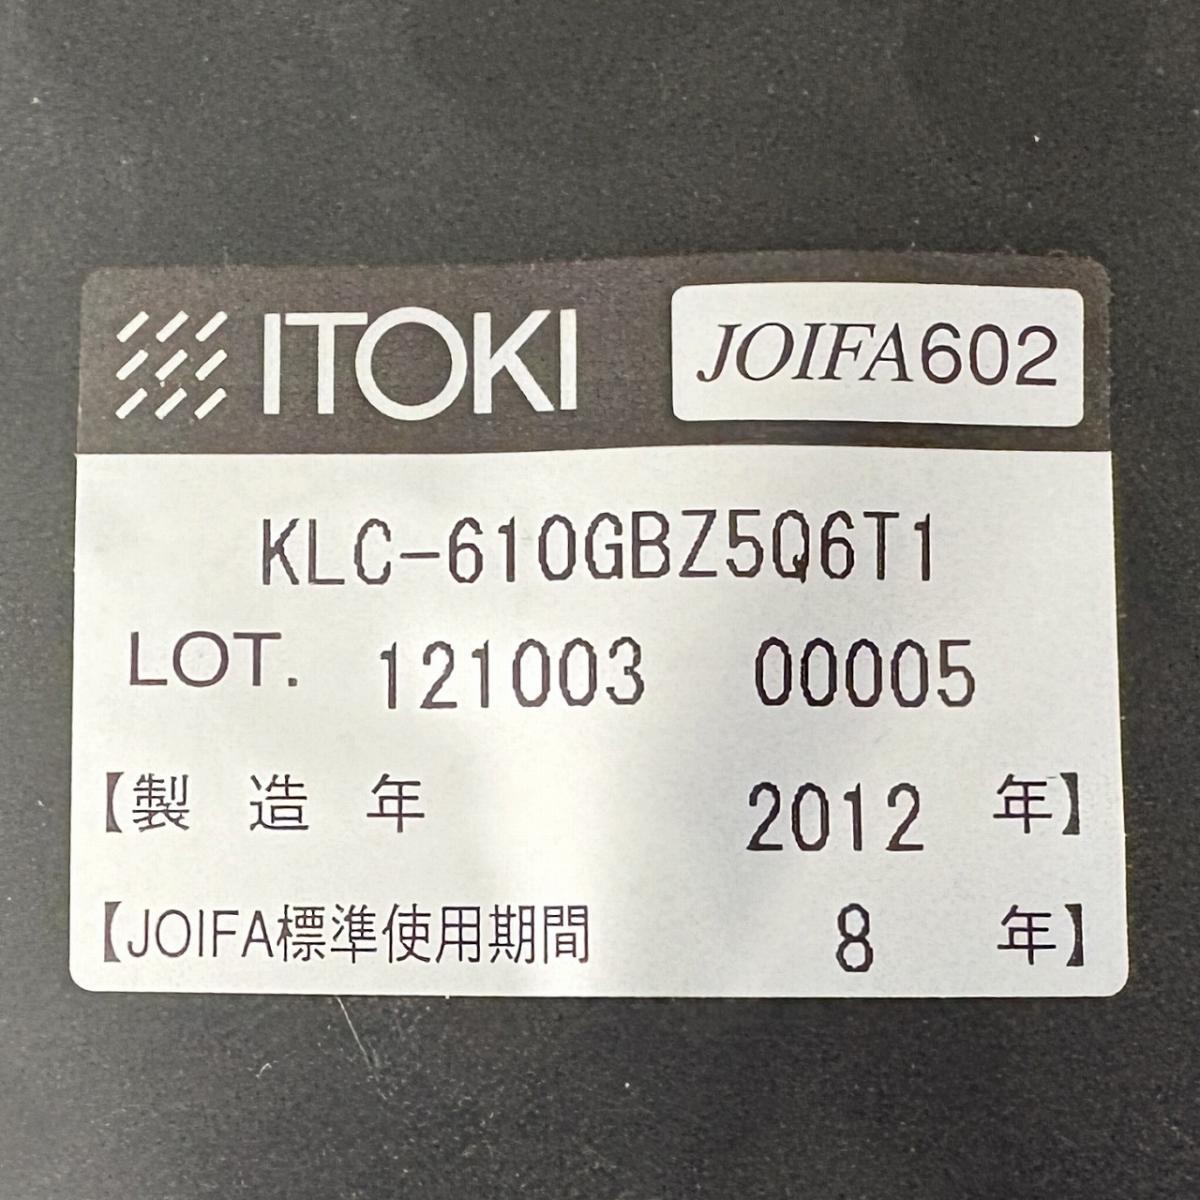 ITOKI JOIFA602
KLC-610GBZ5Q6T1
LOT. 121003 00005
【製 造 年 2012 年】
【JOIFA標準使用期間 8 年】